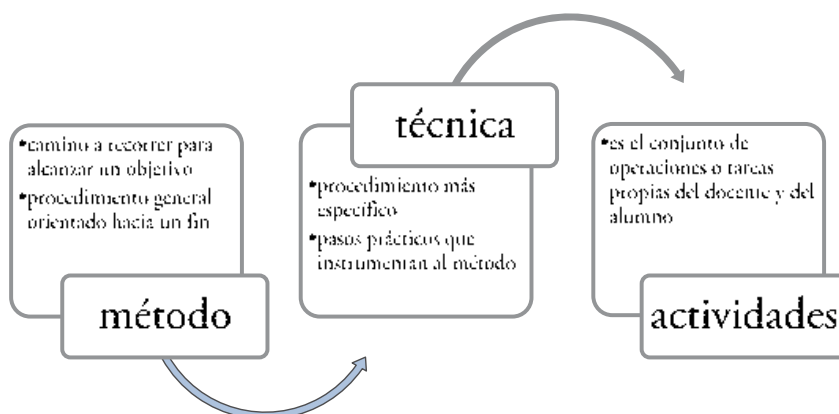 •camino a recorrer para
alcanzar un objetivo
•procedimiento general
orientado hacia un fin
método
técnica
•procedimiento más
específico
•pasos prácticos que
instrumentan al método
•es el conjunto de
operaciones o tareas
propias del docente y del
alumno
actividades